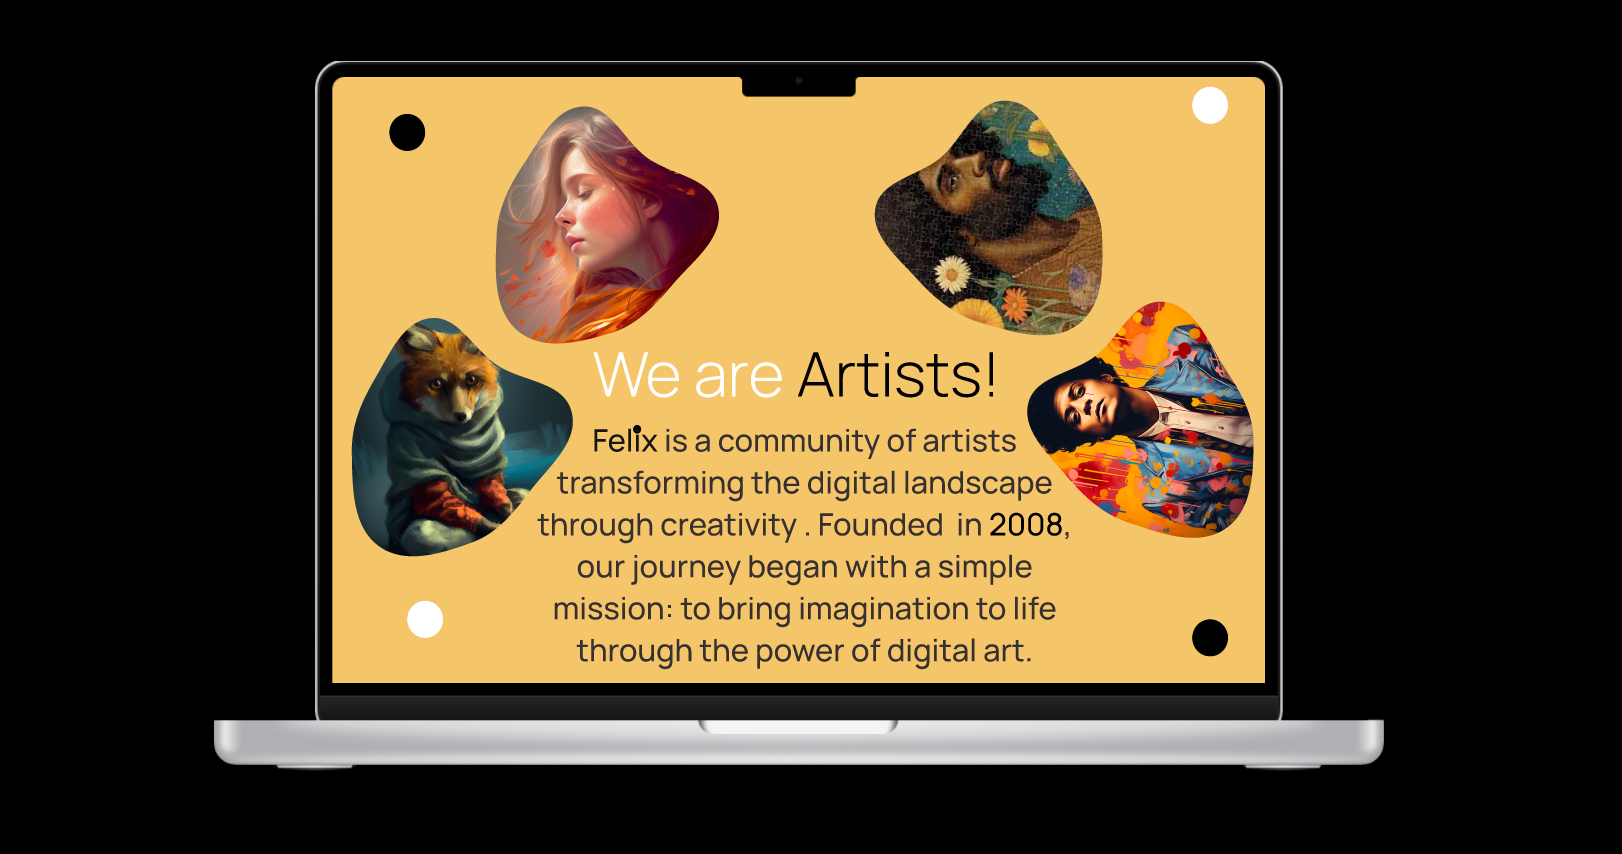 We are Artists!
Felix is a community of artists
transforming the digital landscape
through creativity . Founded  in 2008,
our journey began with a simple
mission: to bring imagination to life
through the power of digital art.